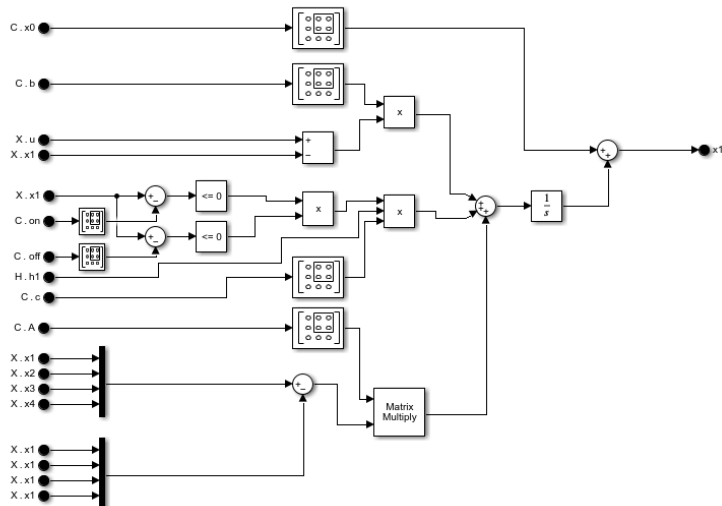 C.x0
C.b
X.u
X.x1
+
−
x
x1
+
+
X.x1
C.on
C.off
H.h1
C.c
+
−
+
−
<= 0
<= 0
x
x
+
+
+
1
s
C.A
X.x1
X.x2
X.x3
X.x4
+
−
Matrix
Multiply
X.x1
X.x1
X.x1
X.x1